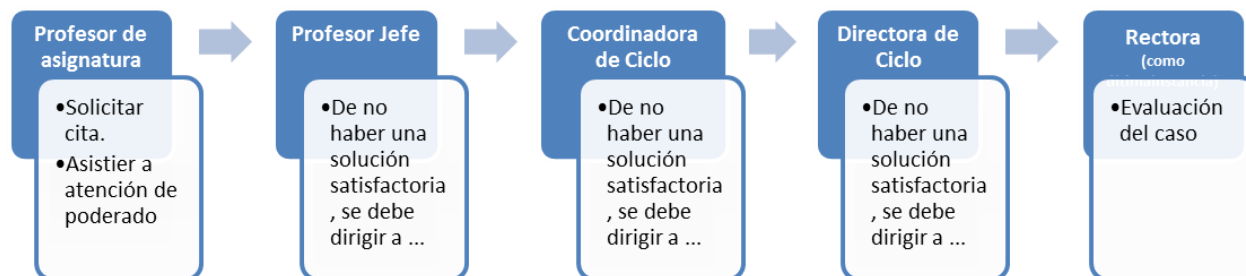 Profesor de
asignatura
•Solicitar
cita.
•Asistier a
atención de
poderado
Profesor Jefe
•De no
haber una
solución
satisfactoria
, se debe
dirigir a ...
Coordinadora
de Ciclo
•De no
haber una
solución
satisfactoria
, se debe
dirigir a ...
Directora de
Ciclo
•De no
haber una
solución
satisfactoria
, se debe
dirigir a ...
Rectora
(como
últimainstancia)
•Evaluación
del caso